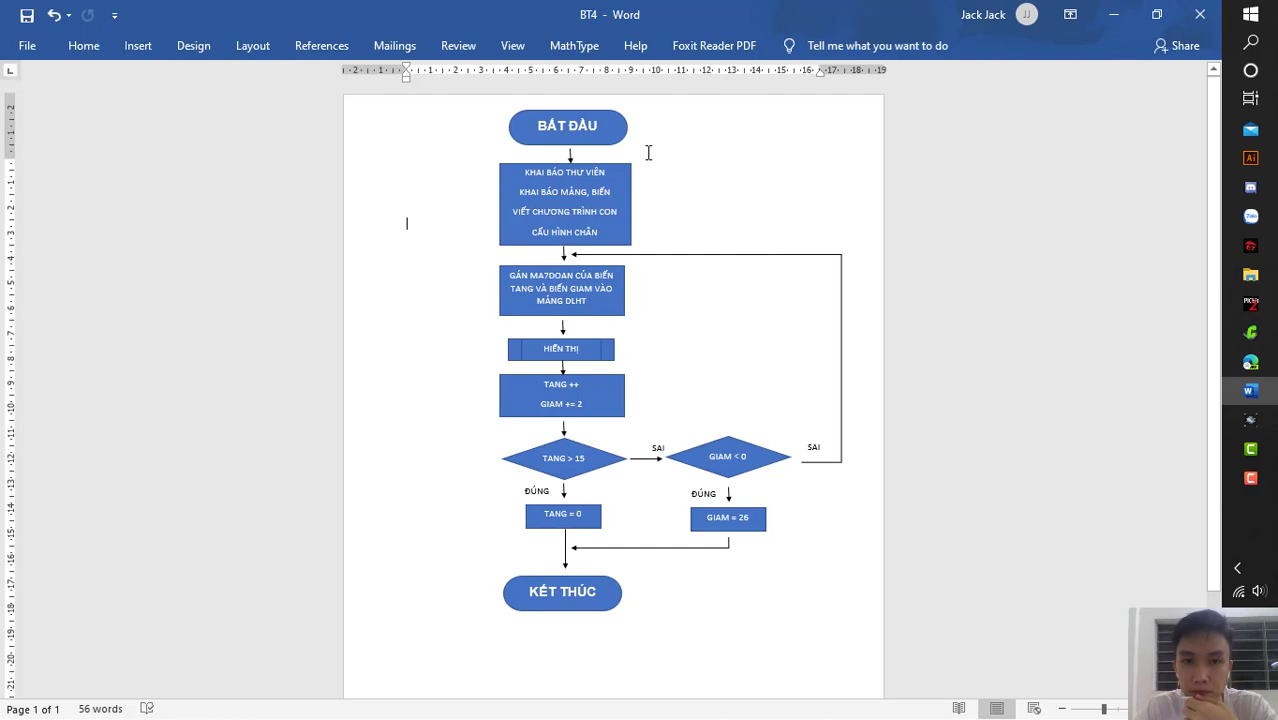 BT4 - Word
Jack Jack
JJ
File
Home
Insert
Design
Layout
References
Mailings
Review
View
MathType
Help
Foxit Reader PDF
Tell me what you want to do
Share
BẮT ĐẦU
KHAI BÁO THƯ VIỆN
KHAI BÁO MẢNG, BIẾN
VIẾT CHƯƠNG TRÌNH CON
CẤU HÌNH CHÂN
GÁN MA7DOAN CỦA BIẾN
TANG VÀ BIẾN GIAM VÀO
MẢNG DLHT
HIỂN THỊ
TANG ++
GIAM += 2
TANG > 15
SAI
GIAM < 0
SAI
ĐÚNG
ĐÚNG
TANG = 0
GIAM = 26
KẾT THÚC
Page 1 of 1
56 words